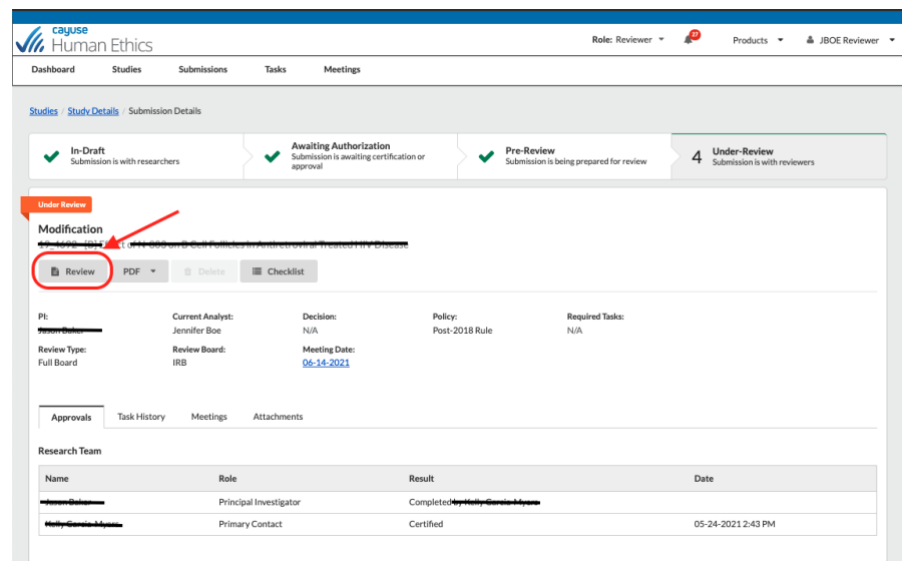 cayuse
Human Ethics
Role: Reviewer
27
Products
JBOE Reviewer
Dashboard Studies Submissions Tasks Meetings
Studies / Study Details / Submission Details
In-Draft
Submission is with researchers
Awaiting Authorization
Submission is awaiting certification or
approval
Pre-Review
Submission is being prepared for review
4 Under-Review
Submission is with reviewers
Under Review
Modification
Review PDF Delete Checklist
PI: Current Analyst: Decision: Policy: Required Tasks:
Jennifer Boe N/A Post-2018 Rule N/A
Review Type: Review Board: Meeting Date:
Full Board IRB 06-14-2021
Approvals Task History Meetings Attachments
Research Team
Name Role Result Date
Principal Investigator Completed
Primary Contact Certified 05-24-2021 2:43 PM